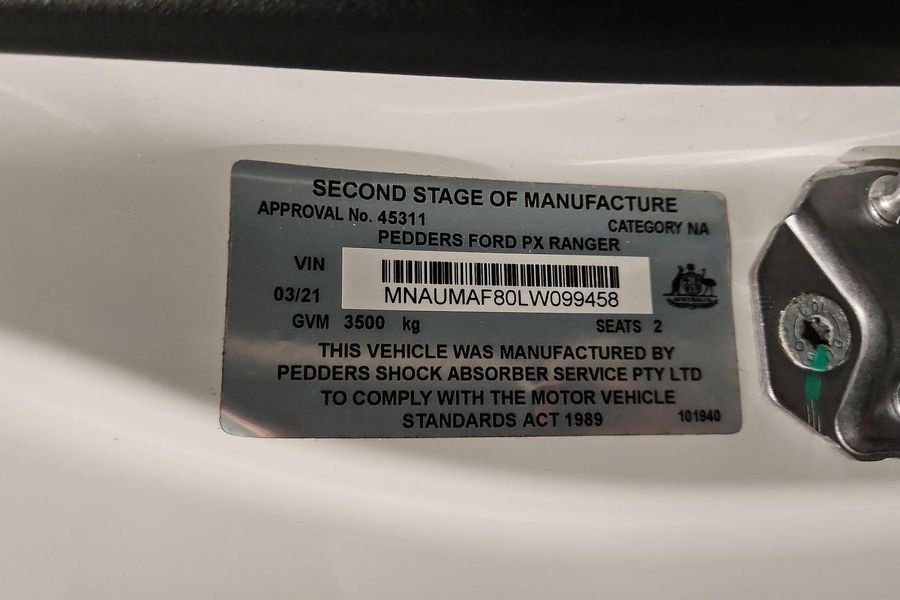 SECOND STAGE OF MANUFACTURE
APPROVAL No. 45311
CATEGORY NA
PEDDERS FORD PX RANGER
VIN
MNAUMAF80LW099458
03/21
AUSTRALIA
GVM 3500 kg
SEATS 2
THIS VEHICLE WAS MANUFACTURED BY
PEDDERS SHOCK ABSORBER SERVICE PTY LTD
TO COMPLY WITH THE MOTOR VEHICLE
STANDARDS ACT 1989
101940